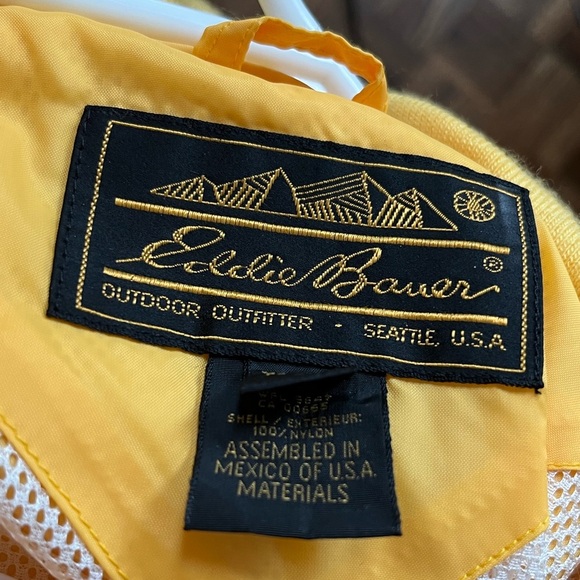 Eddie Bauer®
OUTDOOR OUTFITTER · SEATTLE, U.S.A.
SHELL / EXTERIEUR:
100% NYLON
ASSEMBLED IN
MEXICO OF U.S.A.
MATERIALS